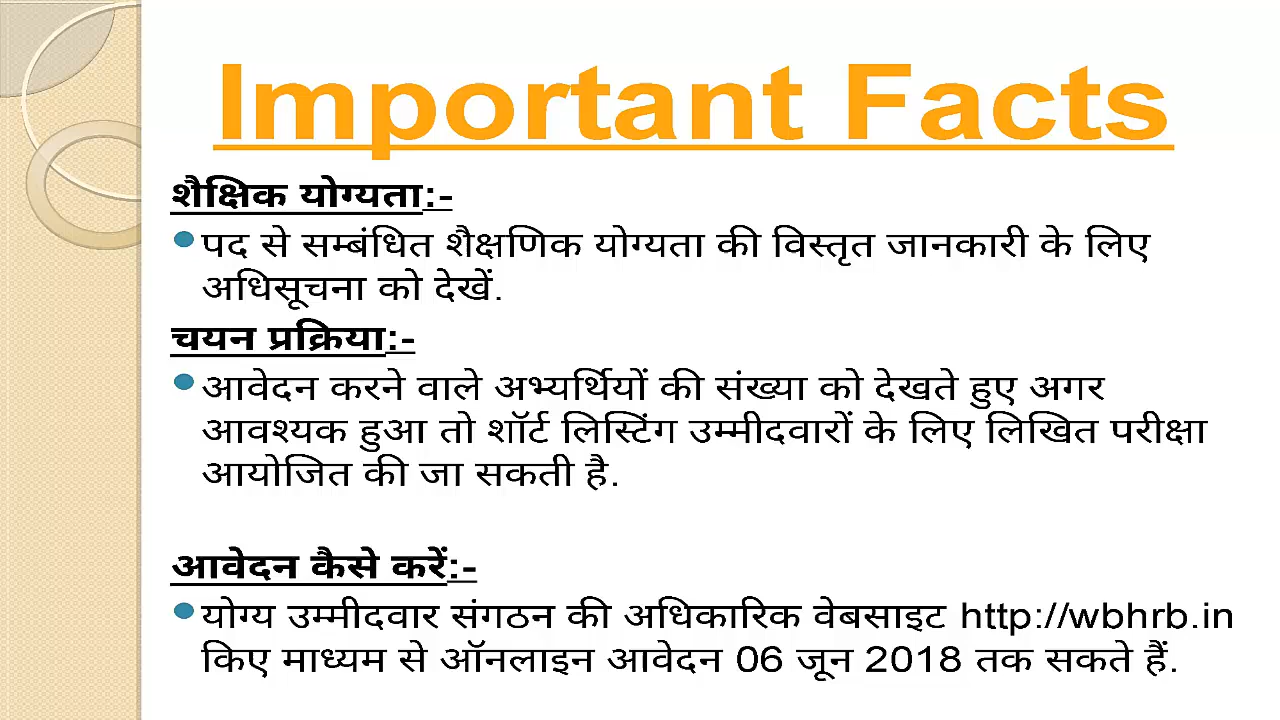 Important Facts
शैक्षिक योग्यता:-
पद से सम्बंधित शैक्षणिक योग्यता की विस्तृत जानकारी के लिए
अधिसूचना को देखें.
चयन प्रक्रिया:-
आवेदन करने वाले अभ्यर्थियों की संख्या को देखते हुए अगर
आवश्यक हुआ तो शॉर्ट लिस्टिंग उम्मीदवारों के लिए लिखित परीक्षा
आयोजित की जा सकती है.
आवेदन कैसे करें:-
योग्य उम्मीदवार संगठन की अधिकारिक वेबसाइट http://wbhrb.in
किए माध्यम से ऑनलाइन आवेदन 06 जून 2018 तक सकते हैं.